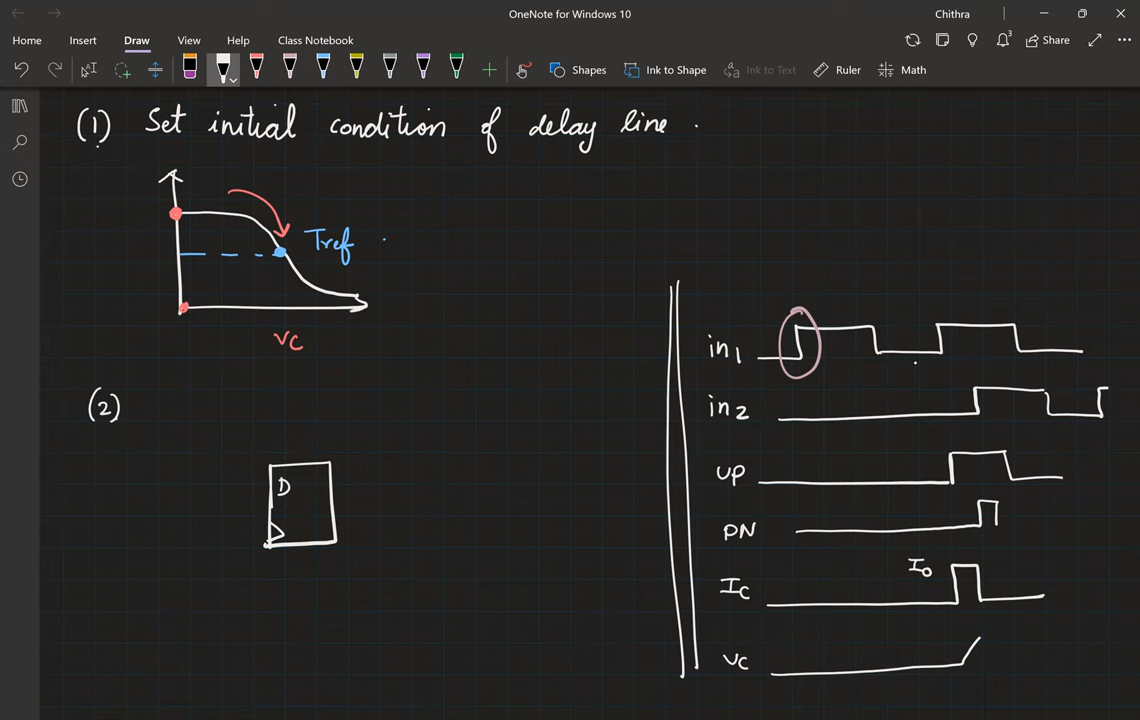 OneNote for Windows 10
Chithra
Home Insert Draw View Help Class Notebook
3 Share
Shapes Ink to Shape Ink to Text Ruler Math
(1) Set initial condition of delay line .
Tref
VC
(2)
D
in1
in2
UP
DN
I0
IC
VC